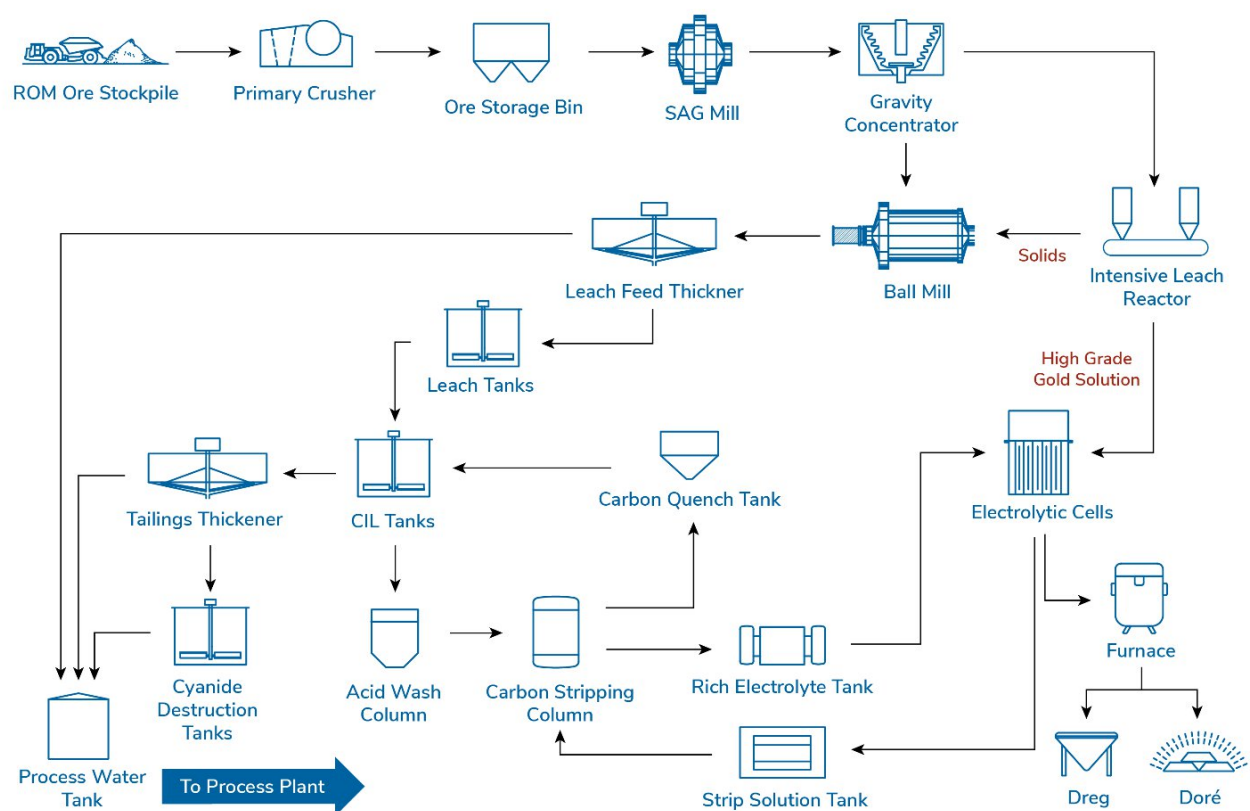 ROM Ore Stockpile
Primary Crusher
Ore Storage Bin
SAG Mill
Gravity
Concentrator
Leach Feed Thickner
Ball Mill
Solids
Intensive Leach
Reactor
High Grade
Gold Solution
Leach Tanks
Tailings Thickener
CIL Tanks
Carbon Quench Tank
Electrolytic Cells
Cyanide
Destruction
Tanks
Acid Wash
Column
Carbon Stripping
Column
Rich Electrolyte Tank
Furnace
Process Water
Tank
To Process Plant
Strip Solution Tank
Dreg
Doré